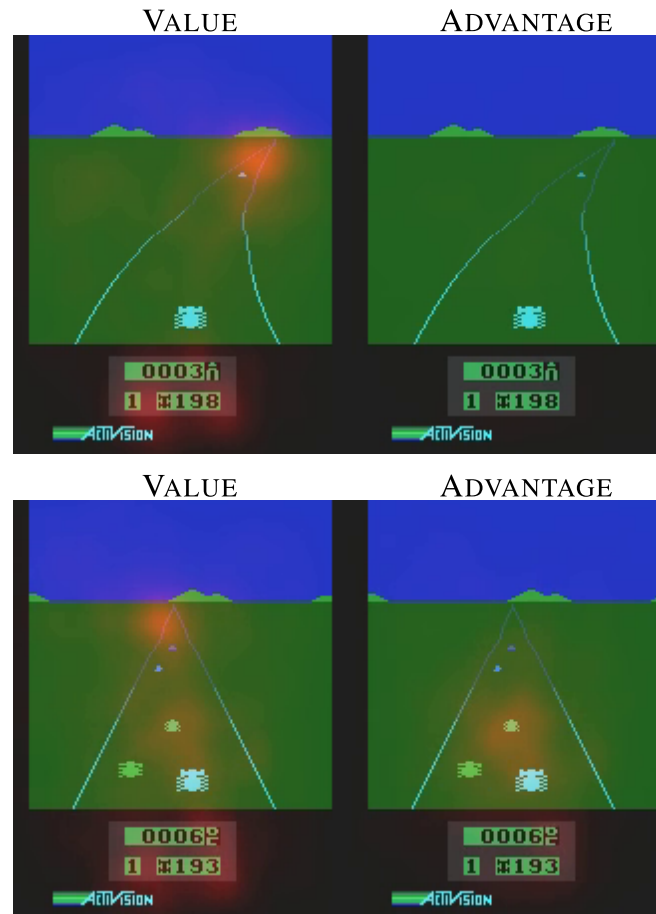 VALUE ADVANTAGE
0003 0003
1 198 1 198
ACTIVISION ACTIVISION
VALUE ADVANTAGE
0006 0006
1 193 1 193
ACTIVISION ACTIVISION